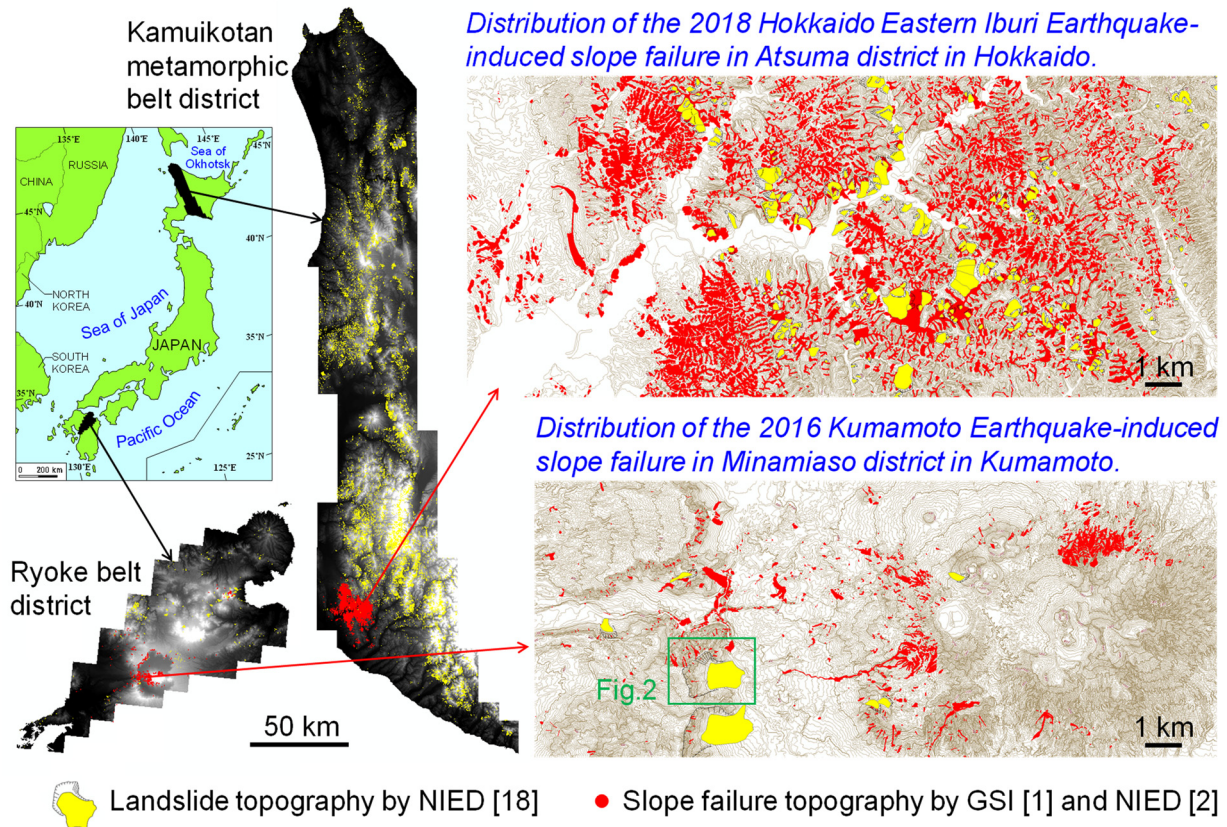 Kamuikotan
metamorphic
belt district
Distribution of the 2018 Hokkaido Eastern Iburi Earthquake-
induced slope failure in Atsuma district in Hokkaido.
135°E
140°E
145°E
45°N
RUSSIA
Sea of
Okhotsk
CHINA
45°N
40°N
NORTH
KOREA
40°N
Sea of Japan
35°N
JAPAN
SOUTH
KOREA
35°N
30°N
Pacific Ocean
25°N
0 200 km
130°E
125°E
1 km
Distribution of the 2016 Kumamoto Earthquake-induced
slope failure in Minamiaso district in Kumamoto.
Ryoke belt
district
Fig.2
50 km
1 km
Landslide topography by NIED [18]
Slope failure topography by GSI [1] and NIED [2]